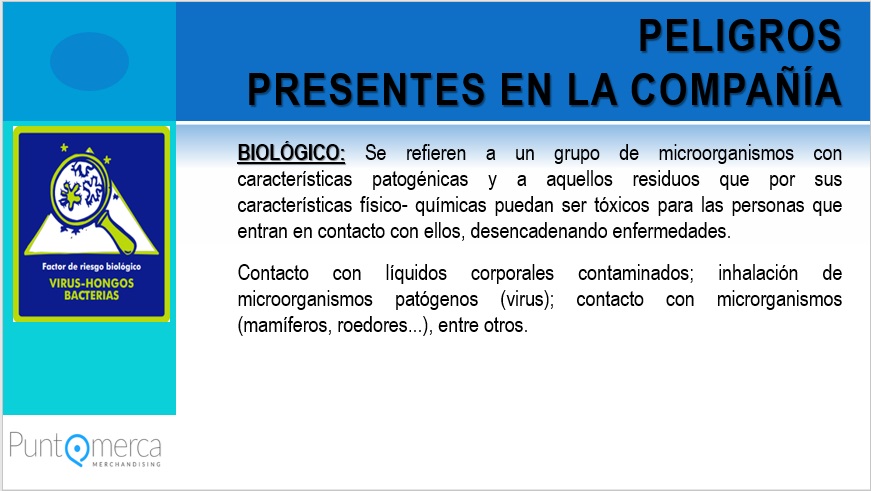 PELIGROS
PRESENTES EN LA COMPAÑÍA
BIOLÓGICO: Se refieren a un grupo de microorganismos con
características patogénicas y a aquellos residuos que por sus
características físico- químicas puedan ser tóxicos para las personas que
entran en contacto con ellos, desencadenando enfermedades.
Contacto con líquidos corporales contaminados; inhalación de
microorganismos patógenos (virus); contacto con microrganismos
(mamíferos, roedores...), entre otros.
Factor de riesgo biológico
VIRUS-HONGOS
BACTERIAS
Puntomerca
MERCHANDISING